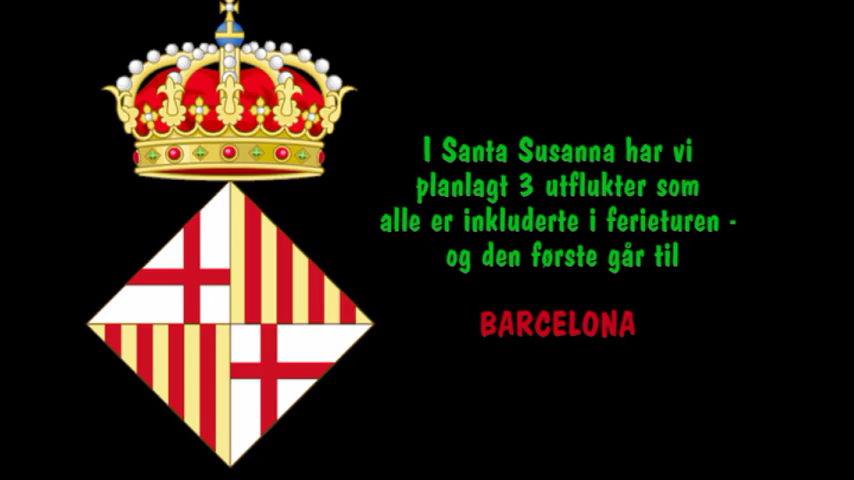 I Santa Susanna har vi
planlagt 3 utflukter som
alle er inkluderte i ferieturen -
og den første går til
BARCELONA